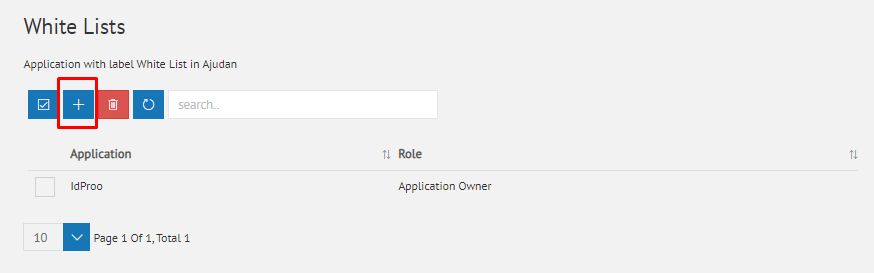 White Lists
Application with label White List in Ajudan
search..
Application Role
IdProo Application Owner
10 Page 1 Of 1, Total 1